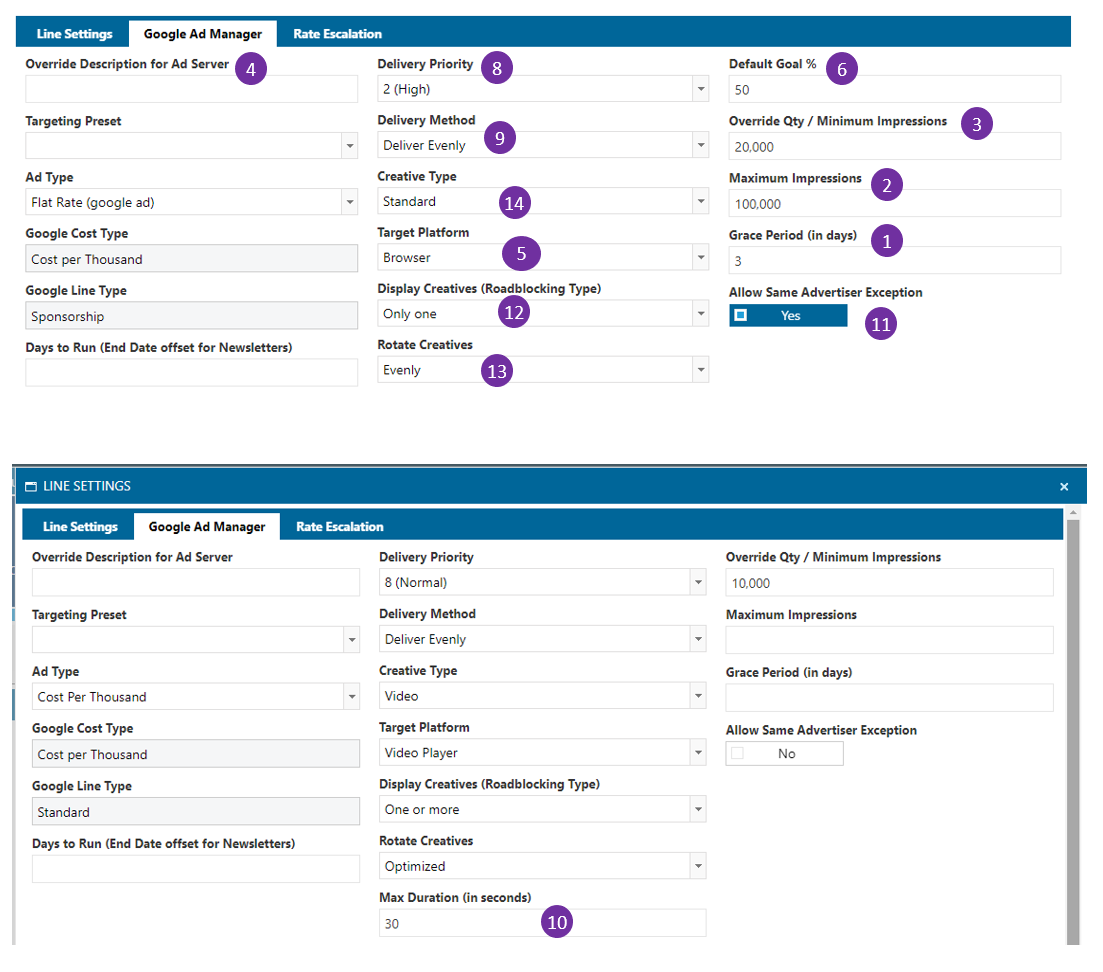 Line Settings Google Ad Manager Rate Escalation
Override Description for Ad Server 4
Targeting Preset
Ad Type
Flat Rate (google ad)
Google Cost Type
Cost per Thousand
Google Line Type
Sponsorship
Days to Run (End Date offset for Newsletters)
Delivery Priority 8
2 (High)
Delivery Method
9
Deliver Evenly
Creative Type
Standard 14
Target Platform
Browser 5
Display Creatives (Roadblocking Type)
Only one 12
Rotate Creatives
Evenly 13
Default Goal % 6
50
Override Qty / Minimum Impressions 3
20,000
Maximum Impressions 2
100,000
Grace Period (in days) 1
3
Allow Same Advertiser Exception
Yes 11
LINE SETTINGS ×
Line Settings Google Ad Manager Rate Escalation
Override Description for Ad Server
Targeting Preset
Ad Type
Cost Per Thousand
Google Cost Type
Cost per Thousand
Google Line Type
Standard
Days to Run (End Date offset for Newsletters)
Delivery Priority
8 (Normal)
Delivery Method
Deliver Evenly
Creative Type
Video
Target Platform
Video Player
Display Creatives (Roadblocking Type)
One or more
Rotate Creatives
Optimized
Max Duration (in seconds)
30 10
Override Qty / Minimum Impressions
10,000
Maximum Impressions
Grace Period (in days)
Allow Same Advertiser Exception
No